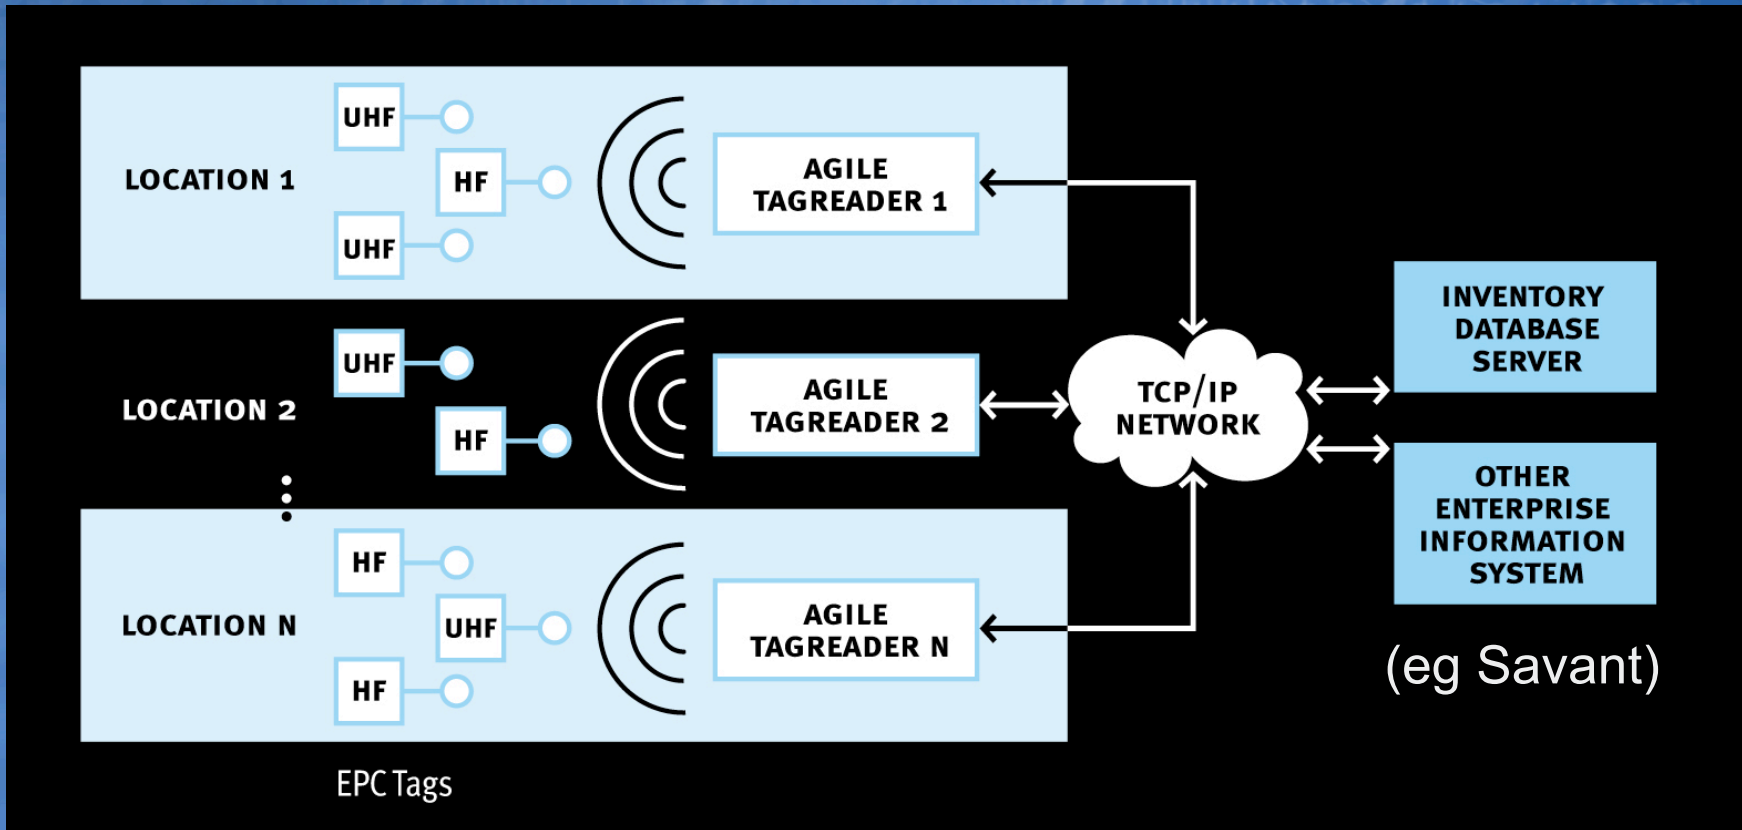 LOCATION 1
UHF
HF
UHF
AGILE
TAGREADER 1
LOCATION 2
UHF
HF
AGILE
TAGREADER 2
LOCATION N
HF
UHF
HF
AGILE
TAGREADER N
EPC Tags
TCP/IP
NETWORK
INVENTORY
DATABASE
SERVER
OTHER
ENTERPRISE
INFORMATION
SYSTEM
(eg Savant)